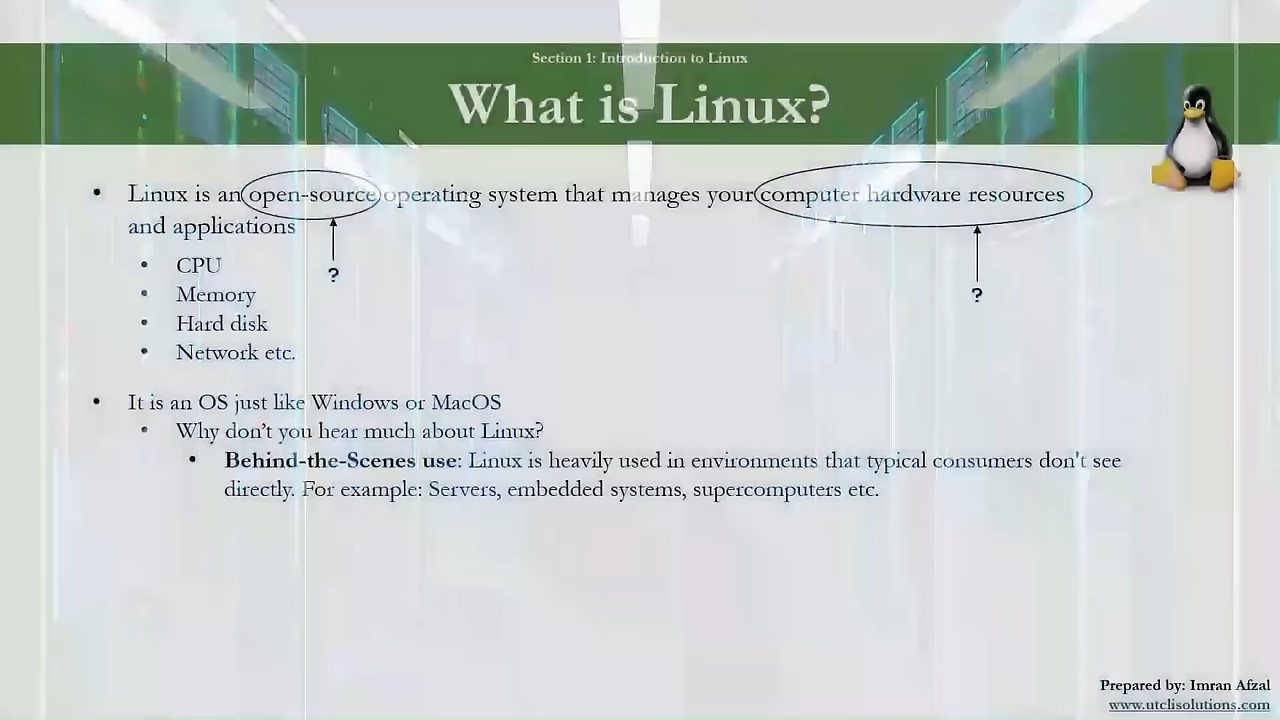 Section 1: Introduction to Linux
What is Linux?
• Linux is an open-source operating system that manages your computer hardware resources
and applications
?
?
• CPU
• Memory
• Hard disk
• Network etc.
• It is an OS just like Windows or MacOS
• Why don't you hear much about Linux?
• Behind-the-Scenes use: Linux is heavily used in environments that typical consumers don't see
directly. For example: Servers, embedded systems, supercomputers etc.
Prepared by: Imran Afzal
www.utclisolutions.com